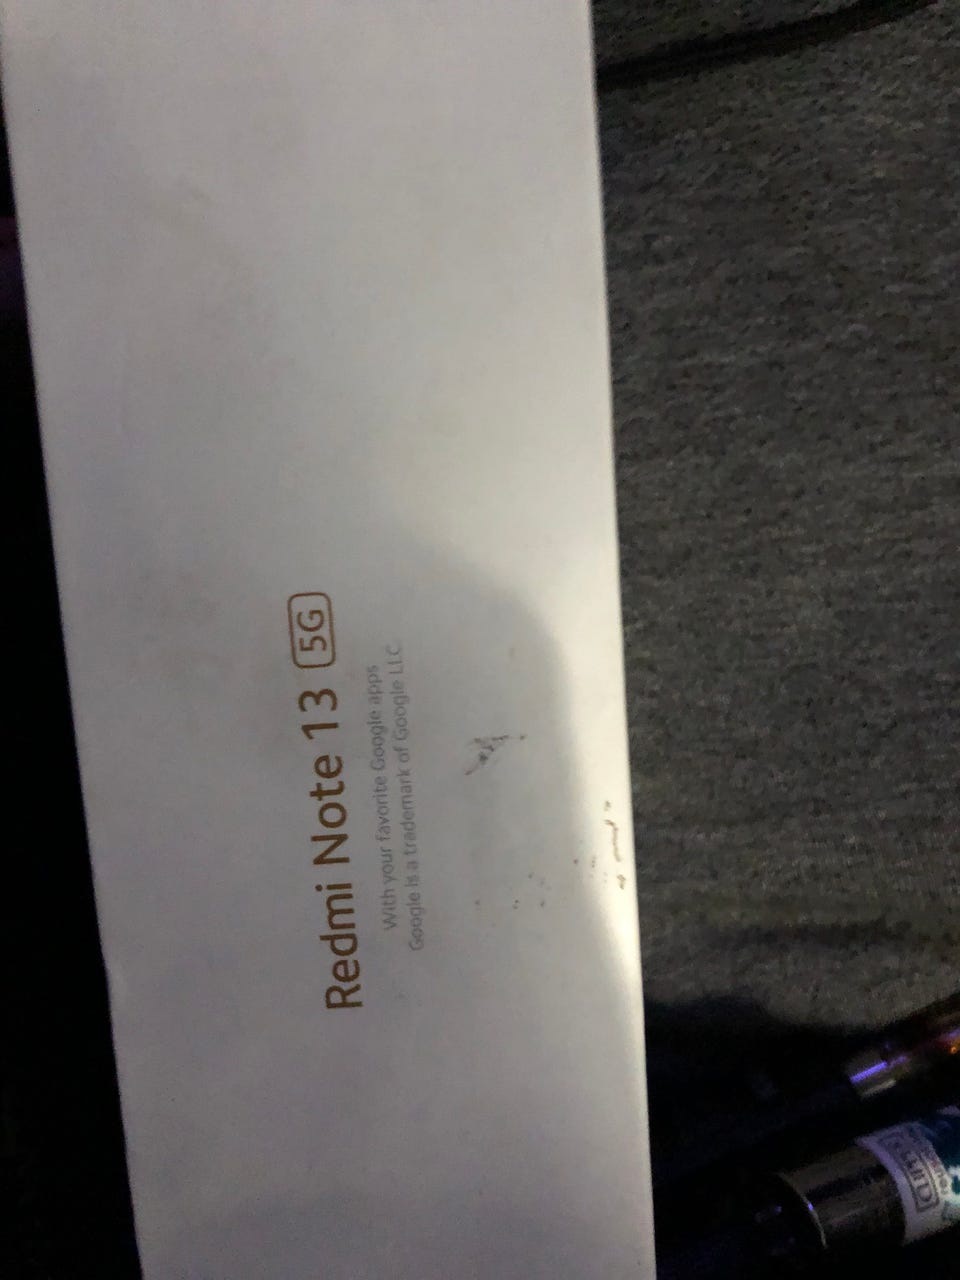 Redmi Note 13 5G
With your favorite Google apps
Google is a trademark of Google LLC